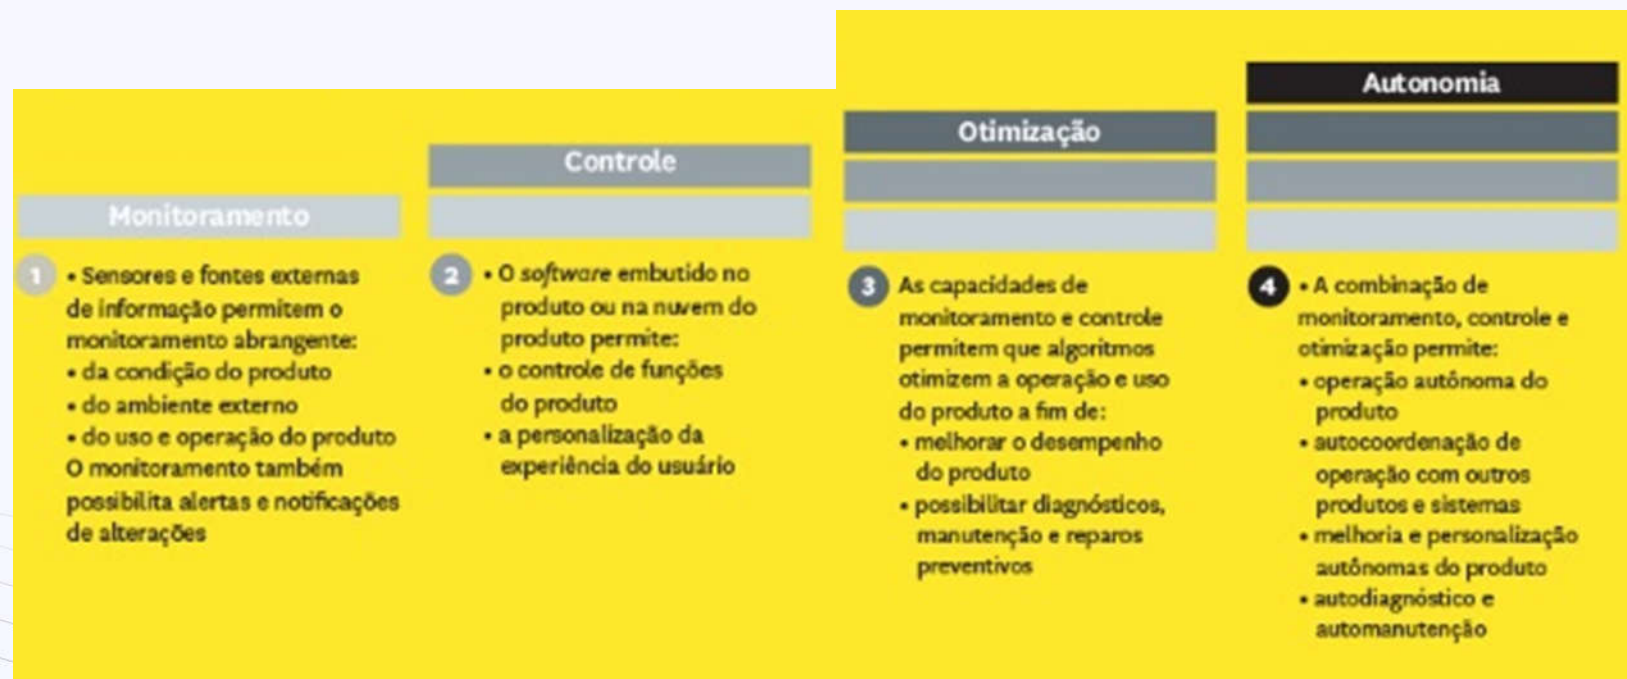 Monitoramento
1
• Sensores e fontes externas
de informação permitem o
monitoramento abrangente:
• da condição do produto
• do ambiente externo
• do uso e operação do produto
O monitoramento também
possibilita alertas e notificações
de alterações
Controle
2
• O software embutido no
produto ou na nuvem do
produto permite:
• o controle de funções
do produto
• a personalização da
experiência do usuário
Otimização
3
As capacidades de
monitoramento e controle
permitem que algoritmos
otimizem a operação e uso
do produto a fim de:
• melhorar o desempenho
do produto
• possibilitar diagnósticos,
manutenção e reparos
preventivos
Autonomia
4
• A combinação de
monitoramento, controle e
otimização permite:
• operação autônoma do
produto
• autocoordenação de
operação com outros
produtos e sistemas
• melhoria e personalização
autônomas do produto
• autodiagnóstico e
automanutenção